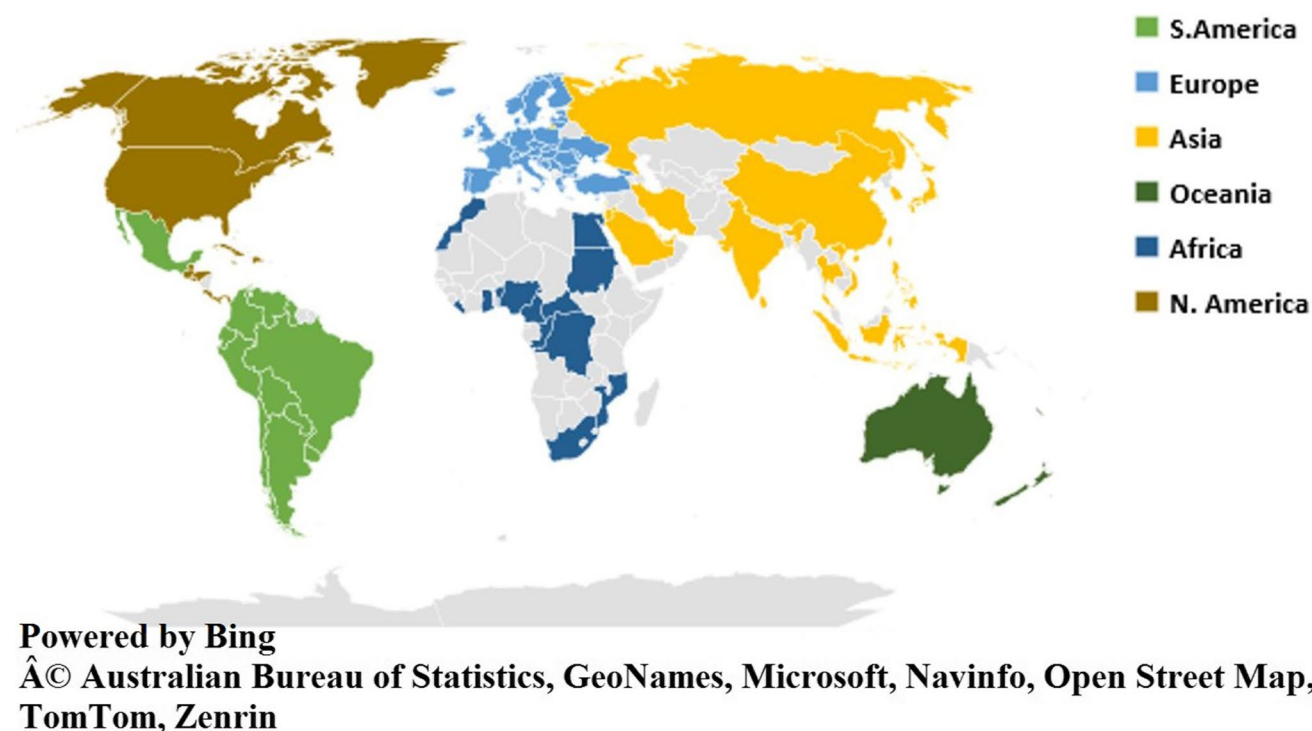 S.America
Europe
Asia
Oceania
Africa
N. America
Powered by Bing
Â© Australian Bureau of Statistics, GeoNames, Microsoft, Navinfo, Open Street Map,
TomTom, Zenrin